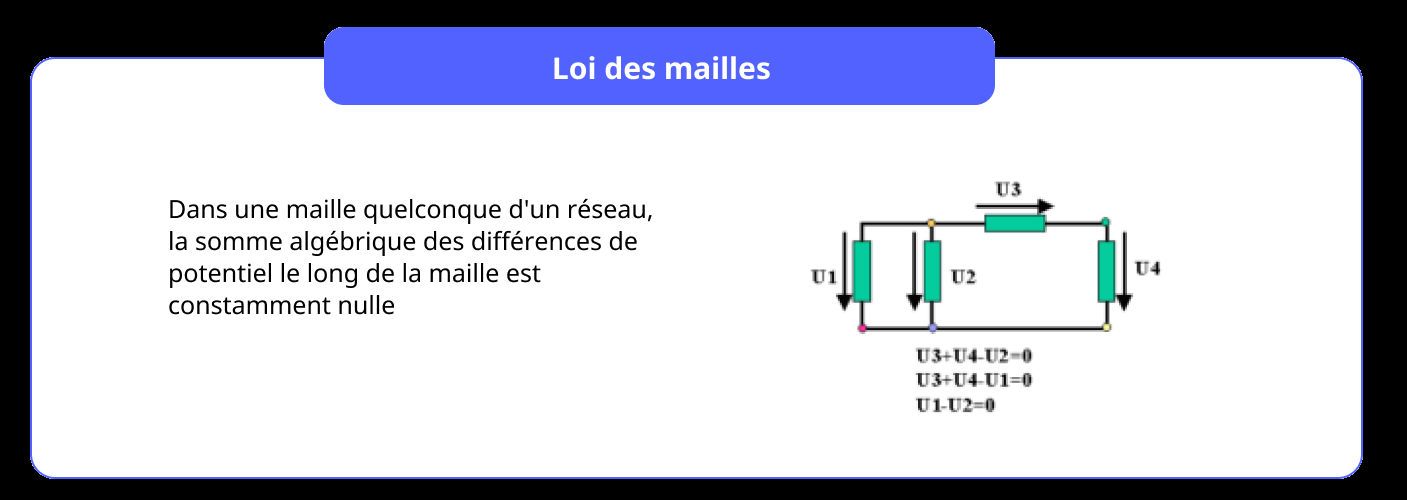 Loi des mailles
Dans une maille quelconque d'un réseau,
la somme algébrique des différences de
potentiel le long de la maille est
constamment nulle
U3
U1
U2
U4
U3+U4-U2=0
U3+U4-U1=0
U1-U2=0